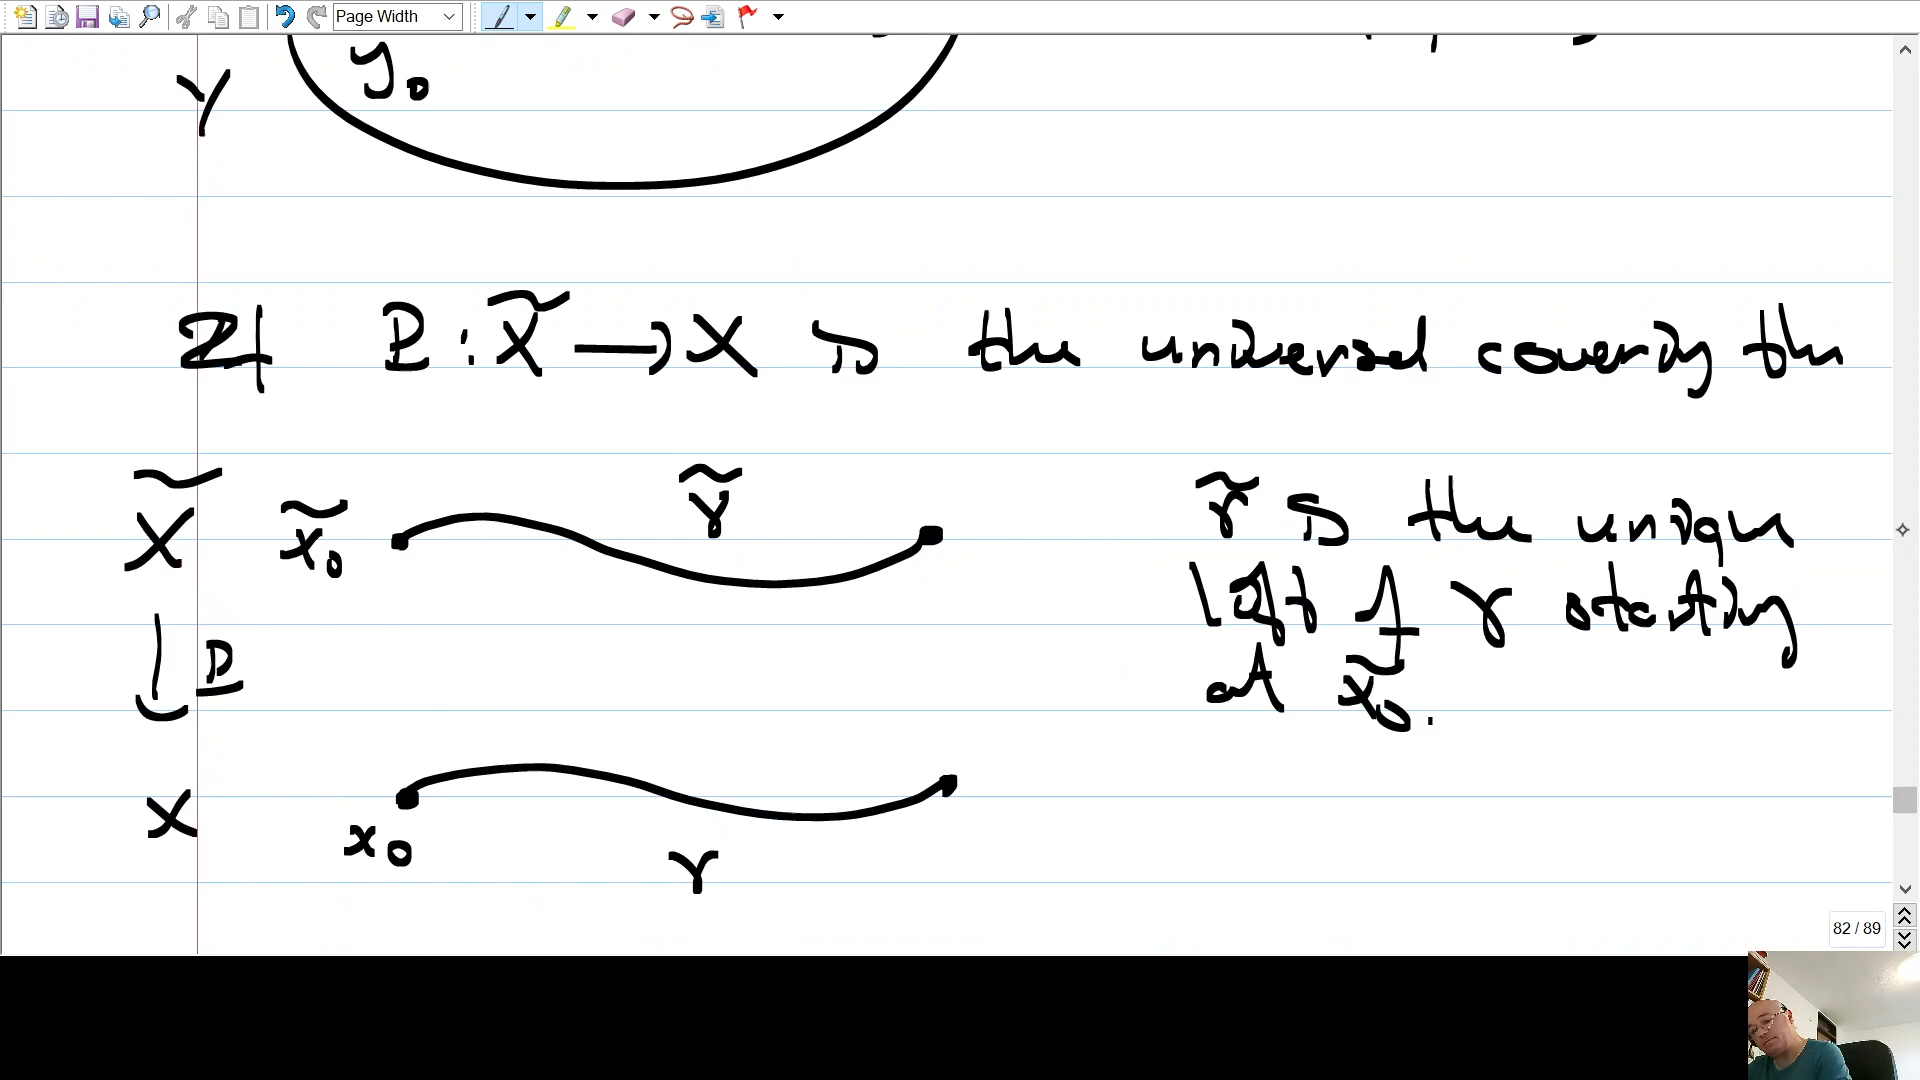 Page Width
y₀
Y
If P : X̃ → X is the universal covering then
X̃ x̃₀ γ̃
γ̃ is the unique
lift of γ starting
at x̃₀.
↓ P
X
x₀
γ
82 / 89